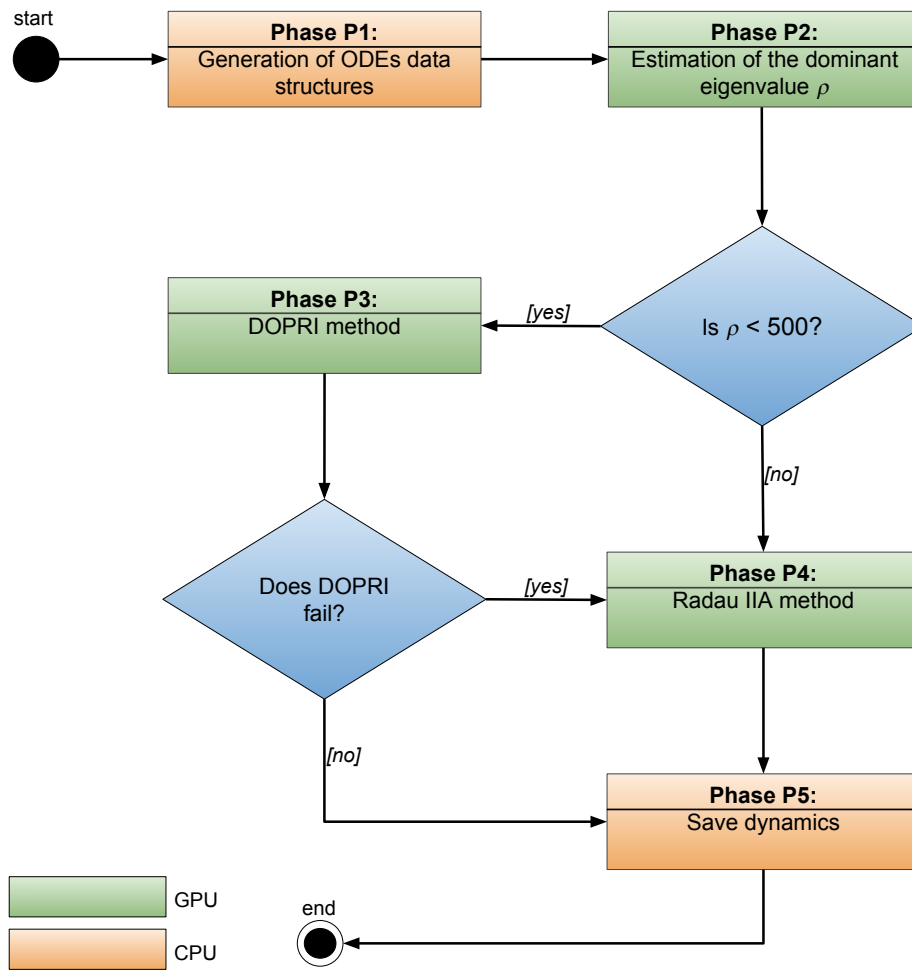 start
Phase P1:
Generation of ODEs data
structures
Phase P2:
Estimation of the dominant
eigenvalue ρ
Is ρ < 500?
[yes]
Phase P3:
DOPRI method
[no]
Does DOPRI
fail?
[yes]
Phase P4:
Radau IIA method
[no]
Phase P5:
Save dynamics
GPU
CPU
end